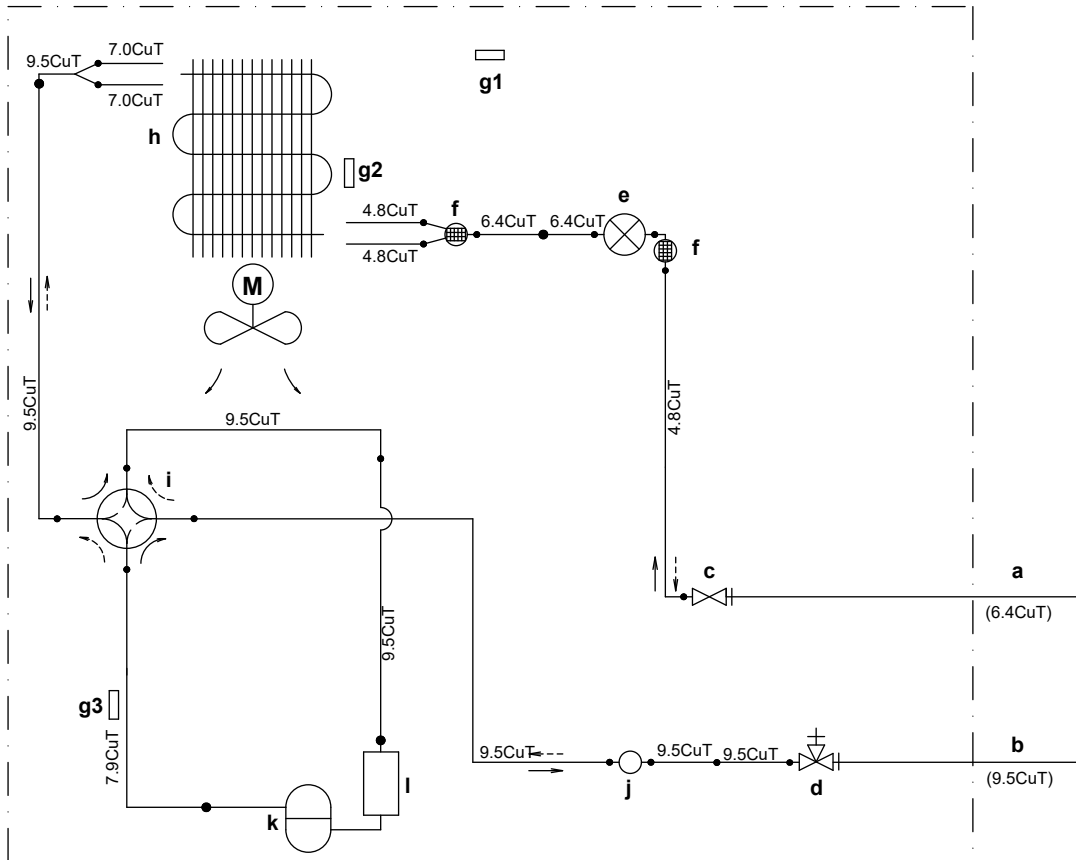 7.0CuT
9.5CuT
7.0CuT
g1
h
g2
4.8CuT
f
6.4CuT
6.4CuT
e
4.8CuT
f
M
9.5CuT
9.5CuT
4.8CuT
i
c
a
(6.4CuT)
9.5CuT
g3
7.9CuT
9.5CuT
9.5CuT
9.5CuT
b
(9.5CuT)
j
d
l
k